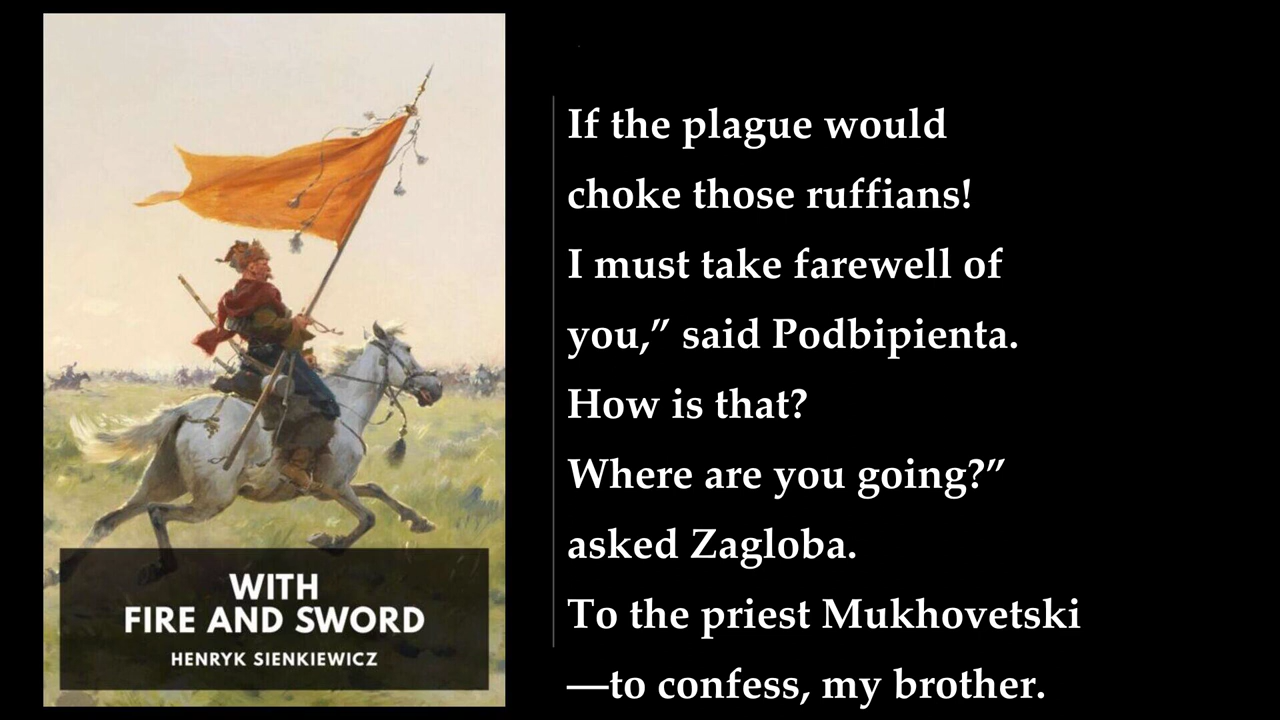 WITH
FIRE AND SWORD
HENRYK SIENKIEWICZ
If the plague would
choke those ruffians!
I must take farewell of
you,” said Podbipienta.
How is that?
Where are you going?”
asked Zagloba.
To the priest Mukhovetski
—to confess, my brother.